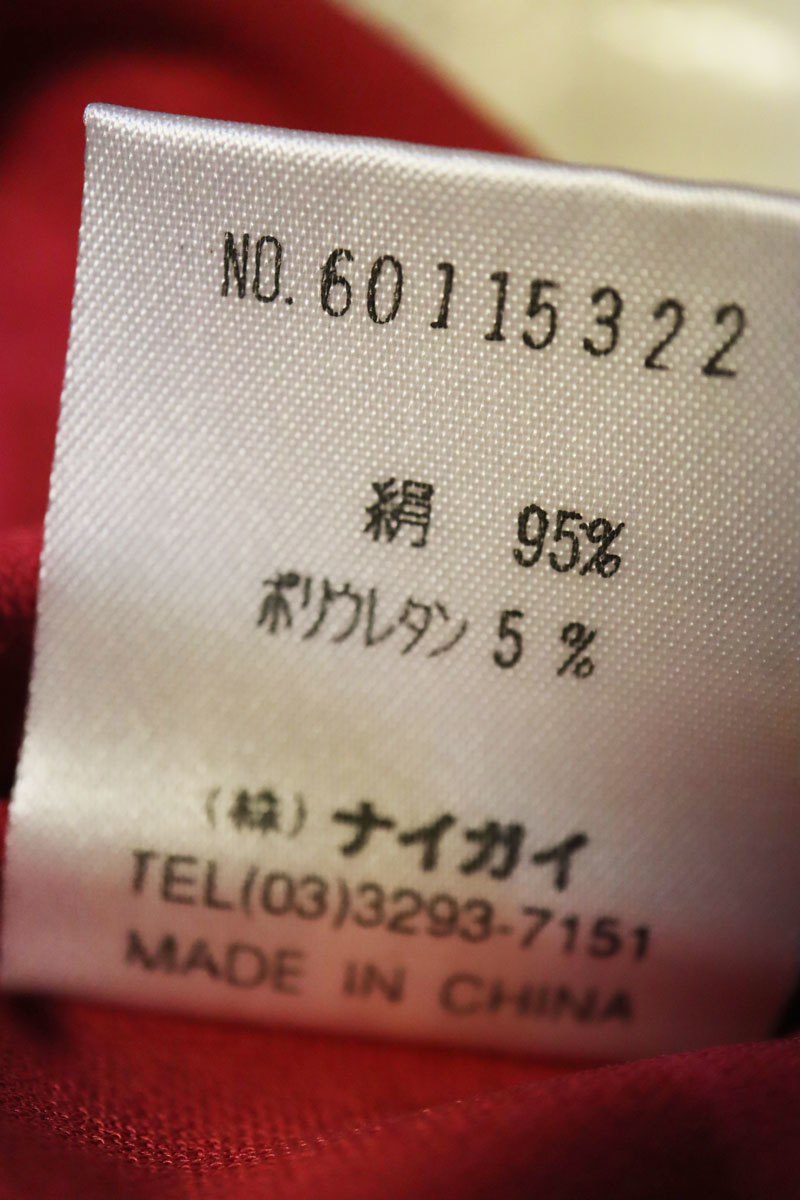 NO. 60115322
絹 95%
ポリウレタン 5 %
(株) ナイガイ
TEL(03)3293-7151
MADE IN CHINA